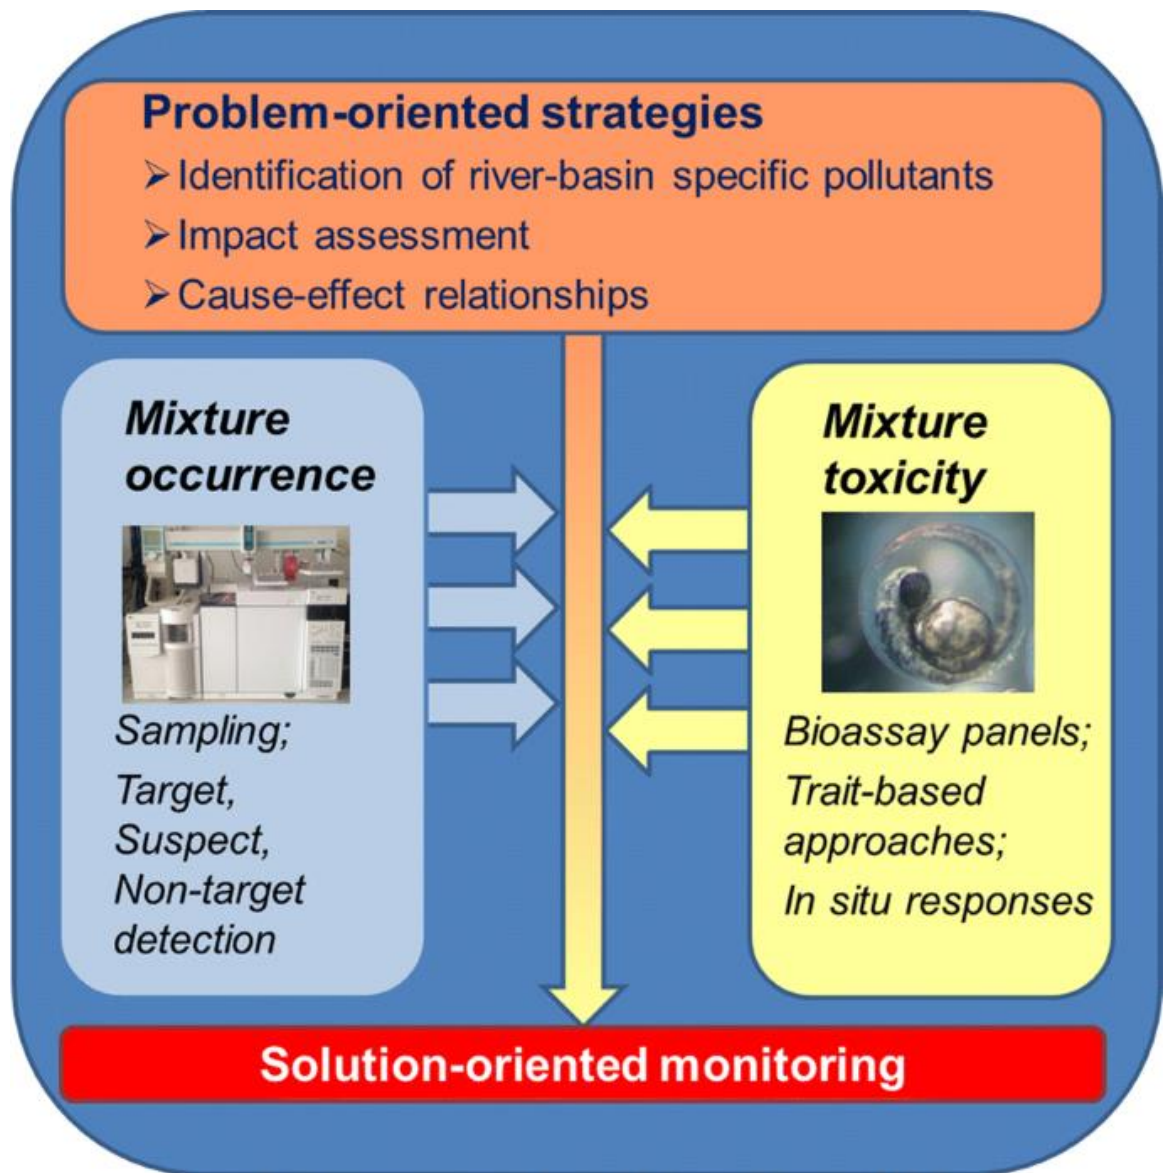 Problem-oriented strategies
➢ Identification of river-basin specific pollutants
➢ Impact assessment
➢ Cause-effect relationships
Mixture
occurrence
Sampling;
Target,
Suspect,
Non-target
detection
Mixture
toxicity
Bioassay panels;
Trait-based
approaches;
In situ responses
Solution-oriented monitoring